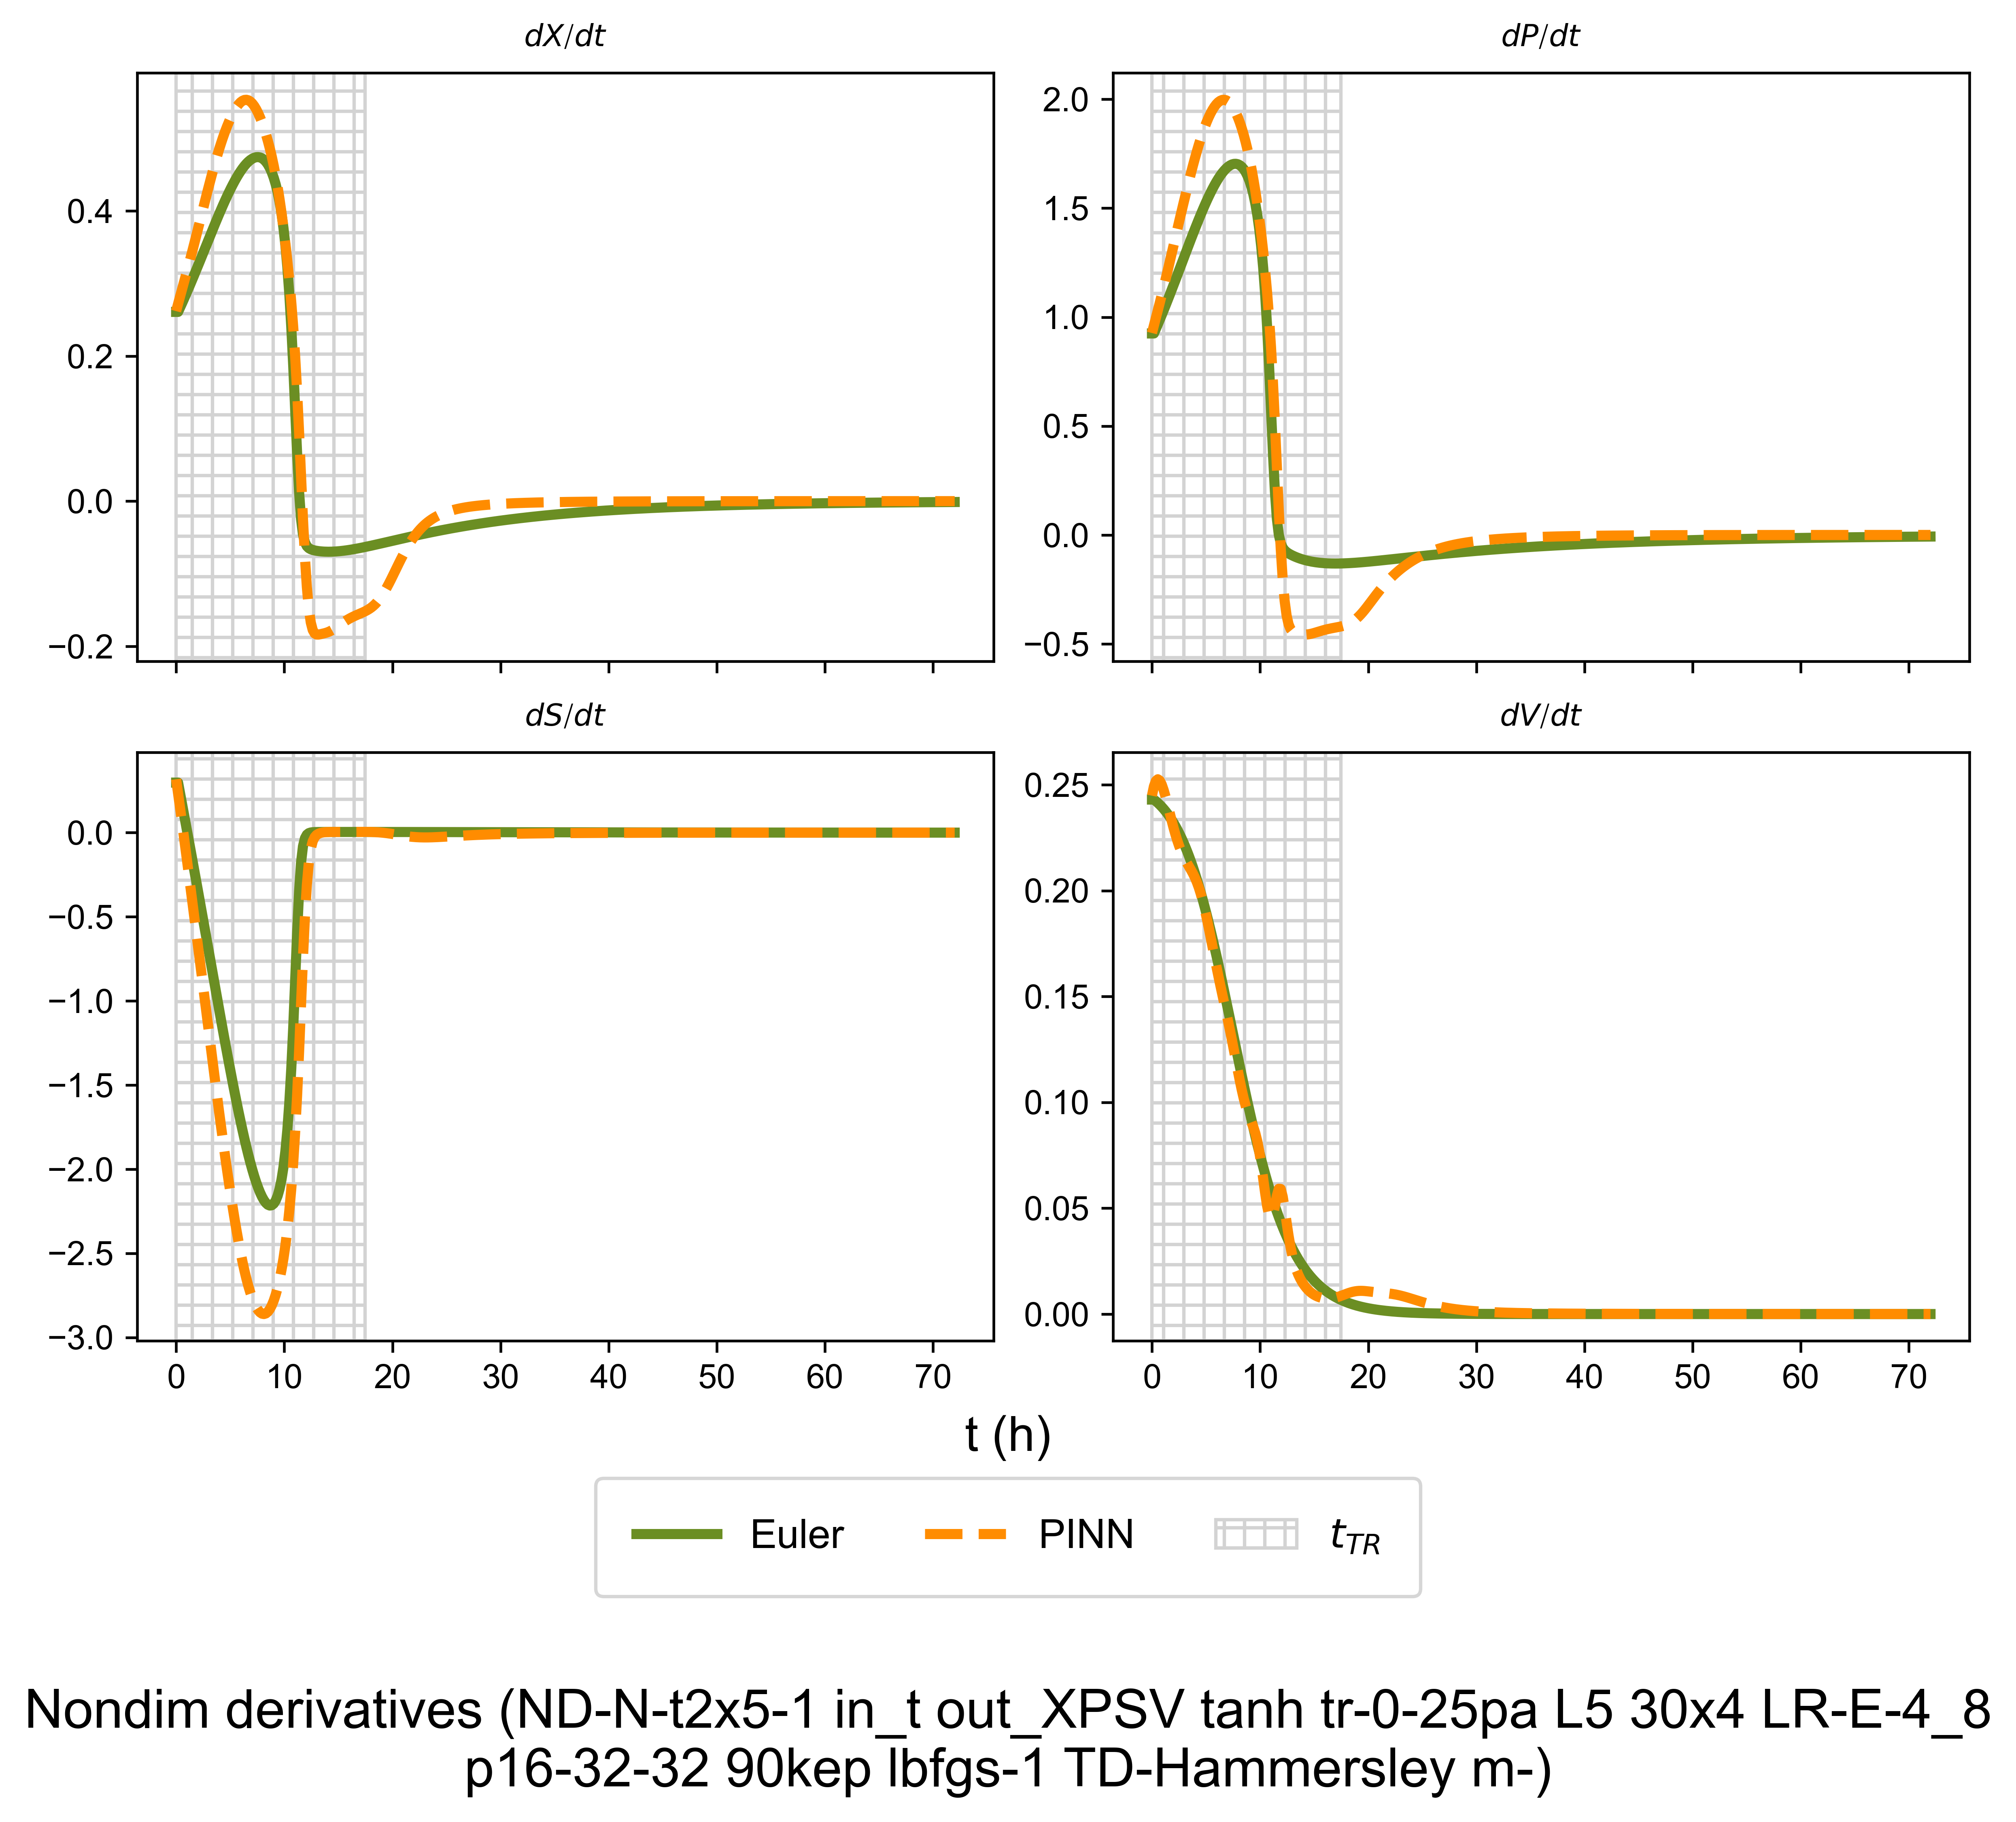 dX/dt
dP/dt
0.4
0.2
0.0
−0.2
2.0
1.5
1.0
0.5
0.0
−0.5
dS/dt
dV/dt
0.0
−0.5
−1.0
−1.5
−2.0
−2.5
−3.0
0 10 20 30 40 50 60 70
0.25
0.20
0.15
0.10
0.05
0.00
0 10 20 30 40 50 60 70
t (h)
Euler PINN t_TR
Nondim derivatives (ND-N-t2x5-1 in_t out_XPSV tanh tr-0-25pa L5 30x4 LR-E-4_8
p16-32-32 90kep lbfgs-1 TD-Hammersley m-)